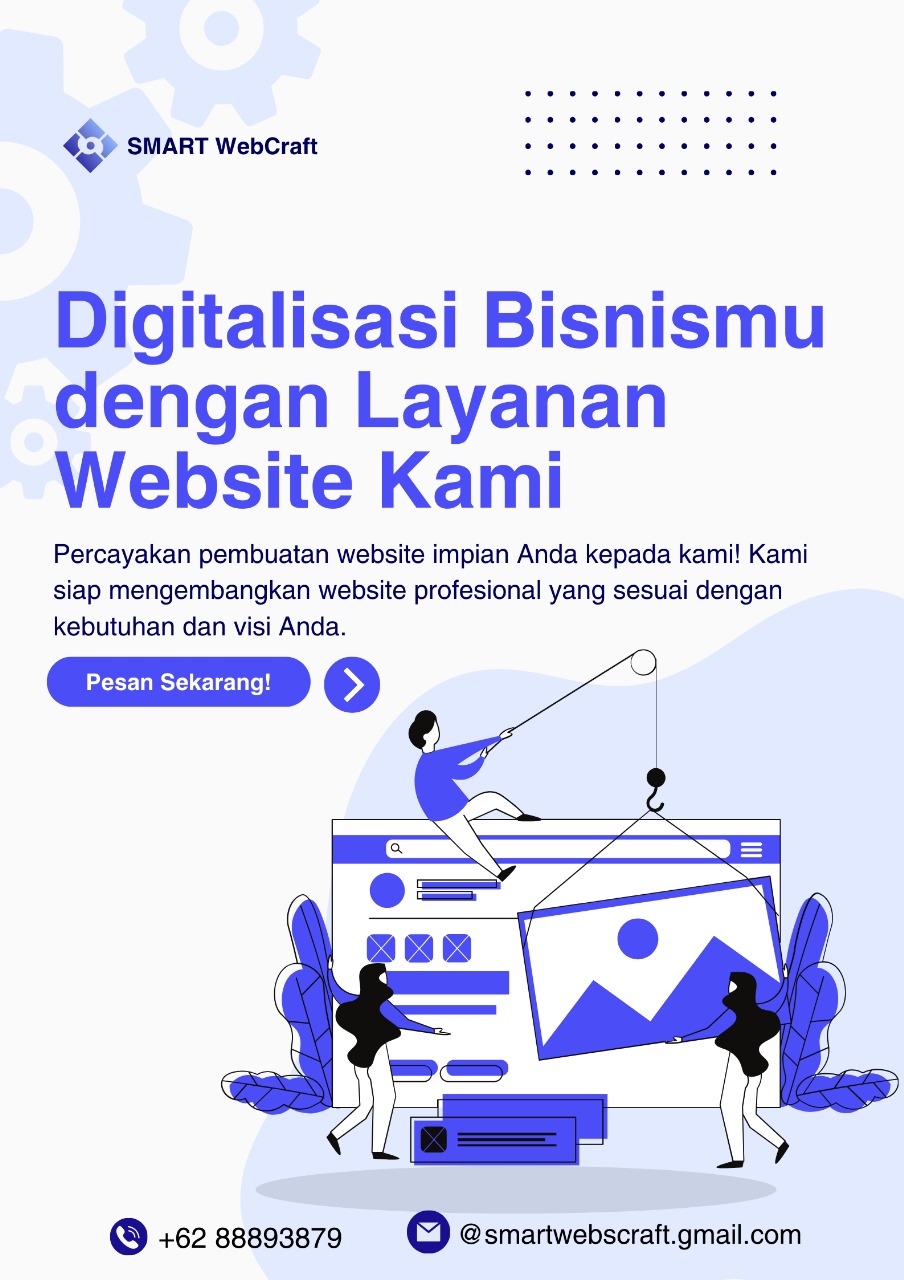 SMART WebCraft
Digitalisasi Bisnismu
dengan Layanan
Website Kami
Percayakan pembuatan website impian Anda kepada kami! Kami
siap mengembangkan website profesional yang sesuai dengan
kebutuhan dan visi Anda.
Pesan Sekarang!
+62 88893879
@smartwebscraft.gmail.com